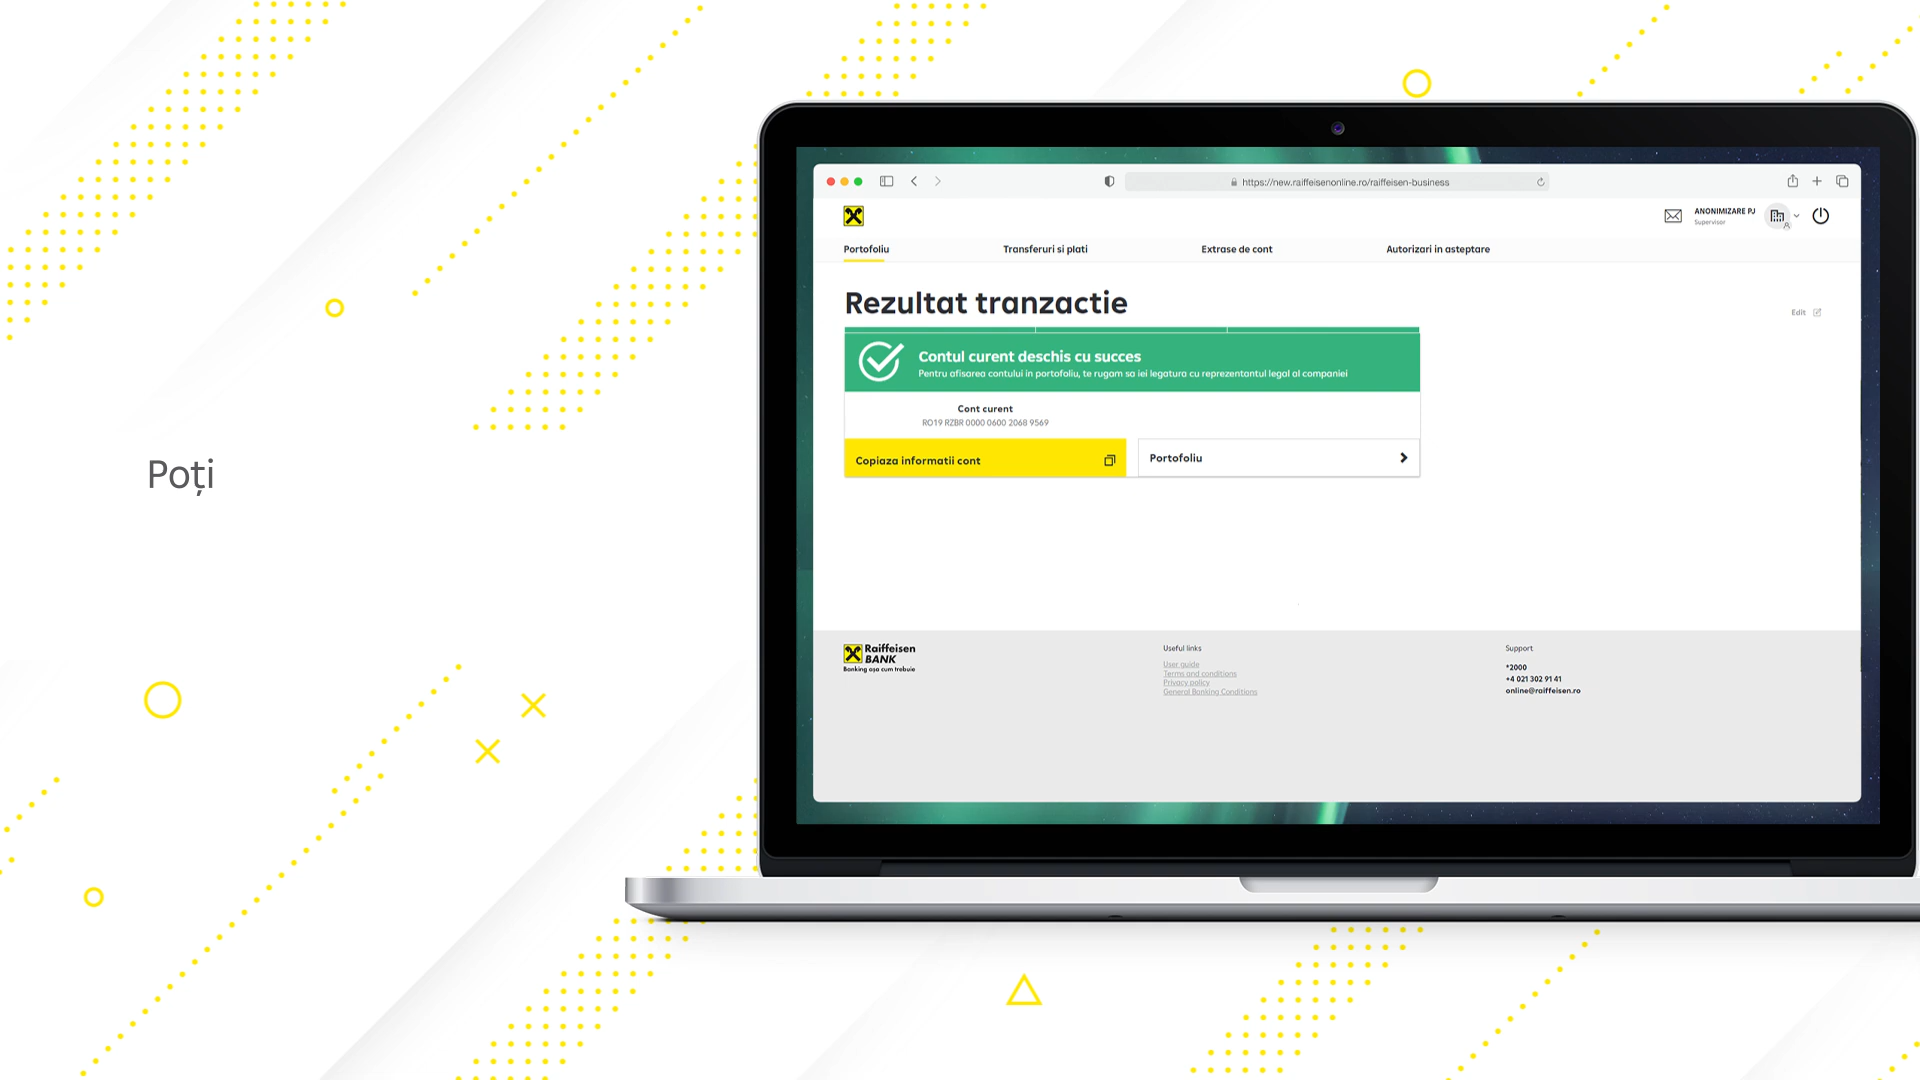 Poți
https://new.raiffeisenonline.ro/raiffeisen-business
ANONIMIZARE PJ
Supervisor
Portofoliu
Transferuri si plati
Extrase de cont
Autorizari in asteptare
Rezultat tranzactie
Edit
Contul curent deschis cu succes
Pentru afisarea contului in portofoliu, te rugam sa iei legatura cu reprezentantul legal al companiei
Cont curent
RO19 RZBR 0000 0600 2068 9569
Copiaza informatii cont
Portofoliu
Raiffeisen
BANK
Banking așa cum trebuie
Useful links
User guide
Terms and conditions
Privacy policy
General Banking Conditions
Support
*2000
+4 021 302 91 41
online@raiffeisen.ro